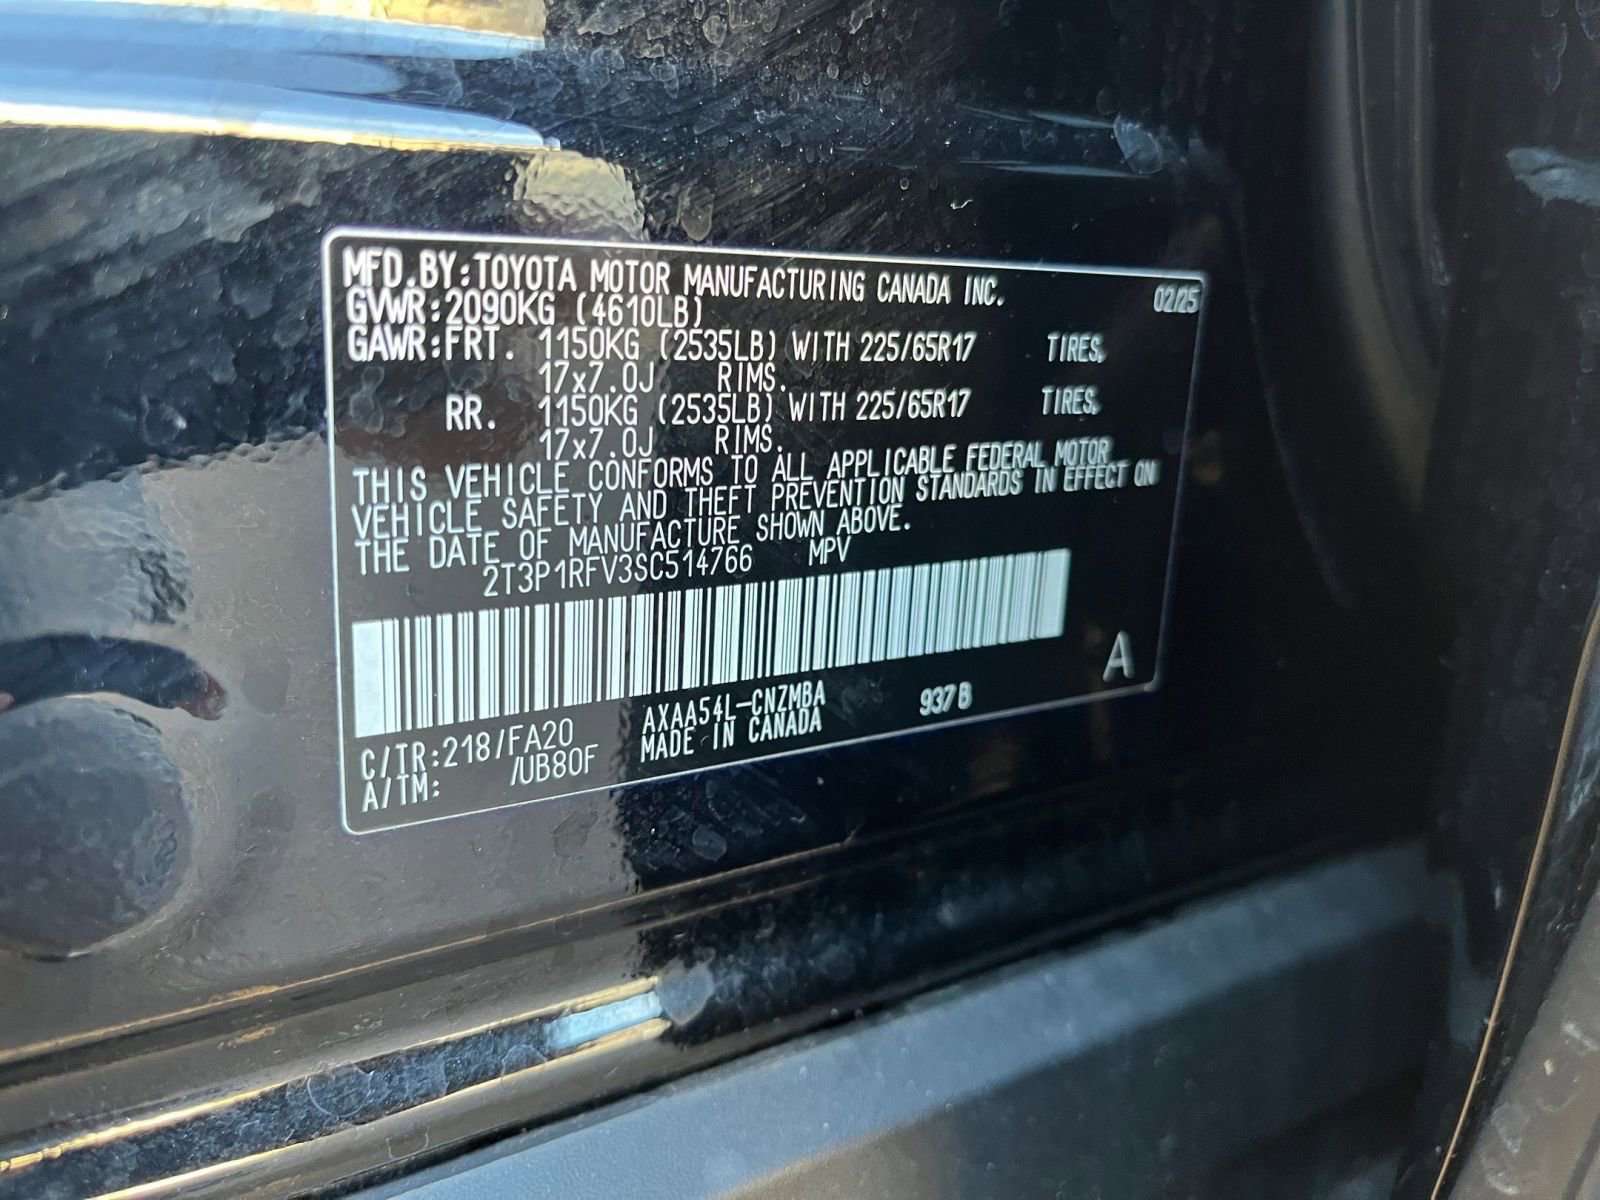 MFD.BY:TOYOTA MOTOR MANUFACTURING CANADA INC. 02/25
GVWR:2090KG (4610LB)
GAWR:FRT. 1150KG (2535LB) WITH 225/65R17 TIRES,
17x7.0J RIMS.
RR. 1150KG (2535LB) WITH 225/65R17 TIRES,
17x7.0J RIMS.
THIS VEHICLE CONFORMS TO ALL APPLICABLE FEDERAL MOTOR
VEHICLE SAFETY AND THEFT PREVENTION STANDARDS IN EFFECT ON
THE DATE OF MANUFACTURE SHOWN ABOVE.
2T3P1RFV3SC514766 MPV
A
C/TR:218/FA20 AXAA54L-CNZMBA 937B
A/TM: /UB80F MADE IN CANADA